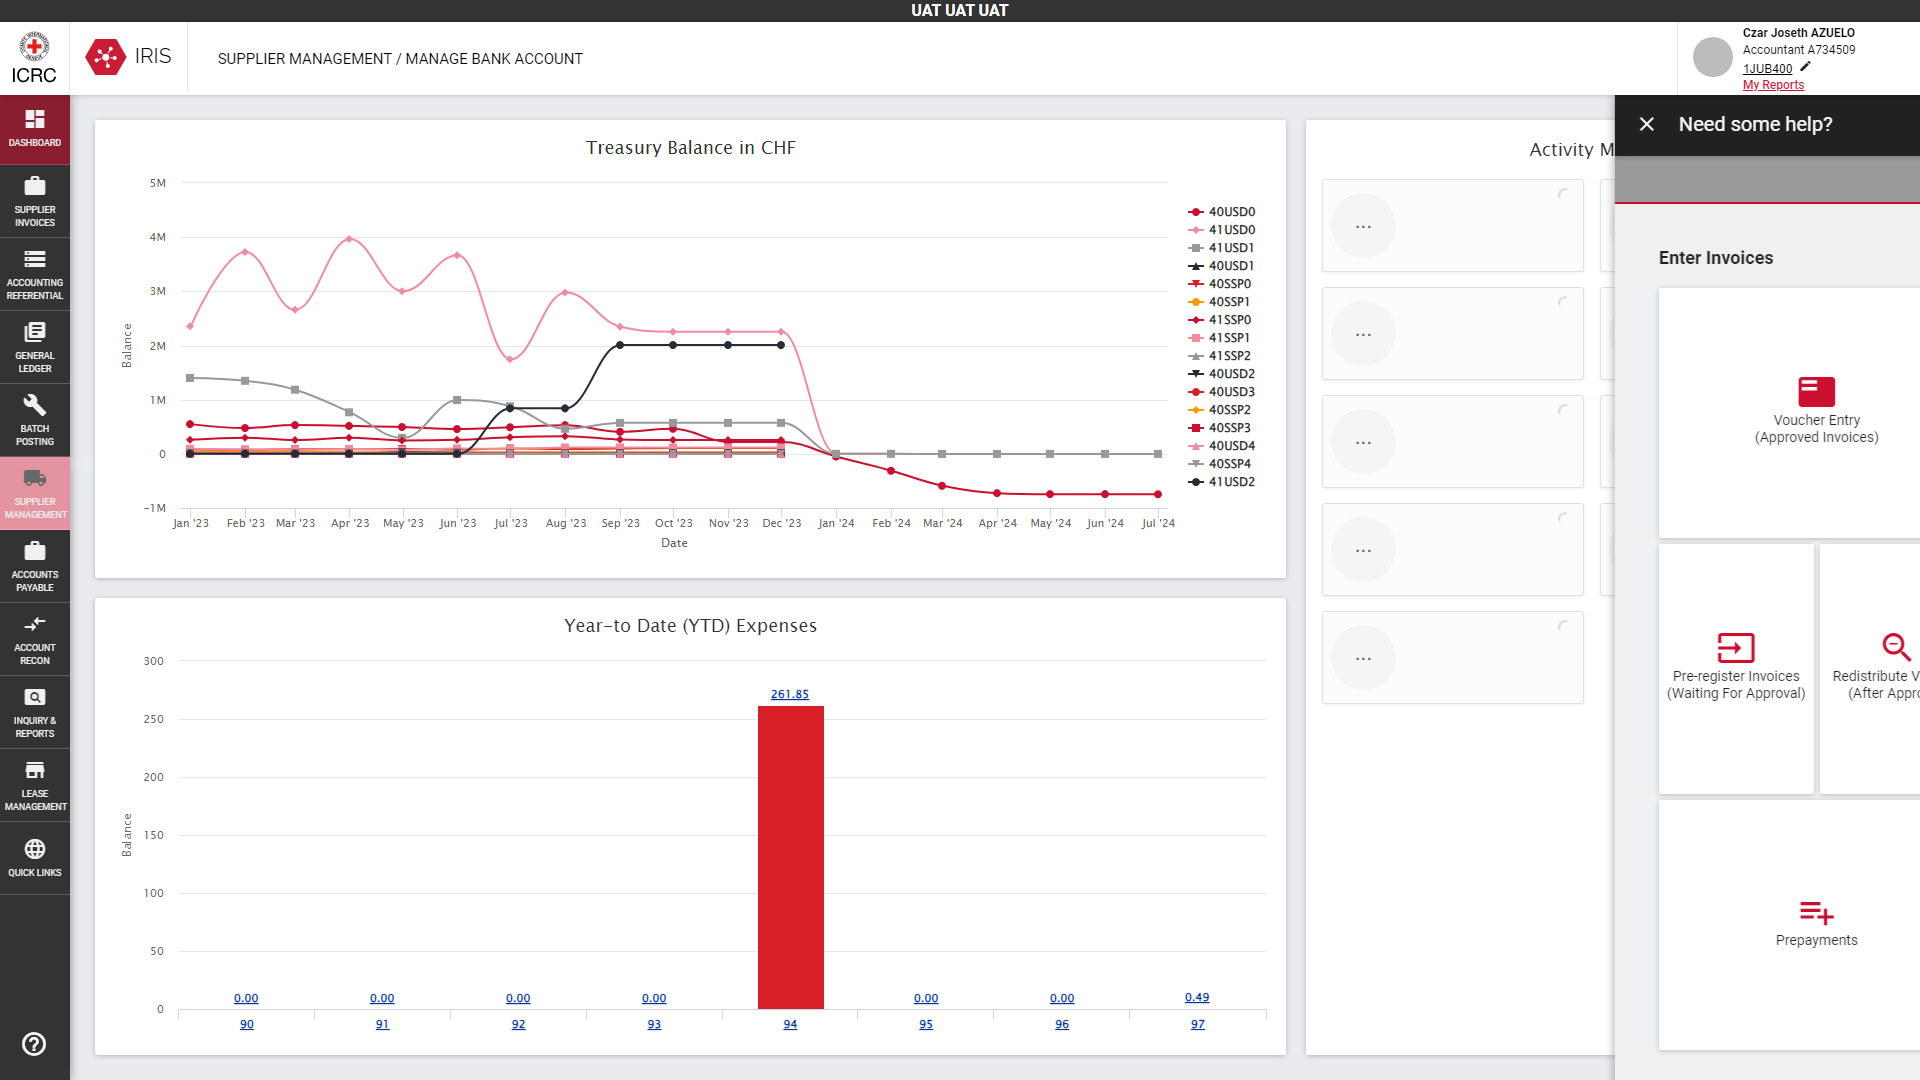 UAT UAT UAT
ICRC
IRIS
SUPPLIER MANAGEMENT / MANAGE BANK ACCOUNT
Czar Joseth AZUELO
Accountant A734509
1JUB400
My Reports
DASHBOARD
SUPPLIER
INVOICES
ACCOUNTING
REFERENTIAL
GENERAL
LEDGER
BATCH
POSTING
SUPPLIER
MANAGEMENT
ACCOUNTS
PAYABLE
ACCOUNT
RECON
INQUIRY &
REPORTS
LEASE
MANAGEMENT
QUICK LINKS
Treasury Balance in CHF
5M
4M
3M
2M
1M
0
-1M
Balance
Jan '23 Feb '23 Mar '23 Apr '23 May '23 Jun '23 Jul '23 Aug '23 Sep '23 Oct '23 Nov '23 Dec '23 Jan '24 Feb '24 Mar '24 Apr '24 May '24 Jun '24 Jul '24
Date
40USD0
41USD0
41USD1
40USD1
40SSP0
40SSP1
41SSP0
41SSP1
41SSP2
40USD2
40USD3
40SSP2
40SSP3
40USD4
40SSP4
41USD2
Year-to Date (YTD) Expenses
300
250
200
150
100
50
0
Balance
0.00 0.00 0.00 0.00 261.85 0.00 0.00 0.49
90 91 92 93 94 95 96 97
Activity M
...
...
...
...
...
Need some help?
Enter Invoices
Voucher Entry
(Approved Invoices)
Pre-register Invoices
(Waiting For Approval)
Redistribute V
(After Appro
Prepayments